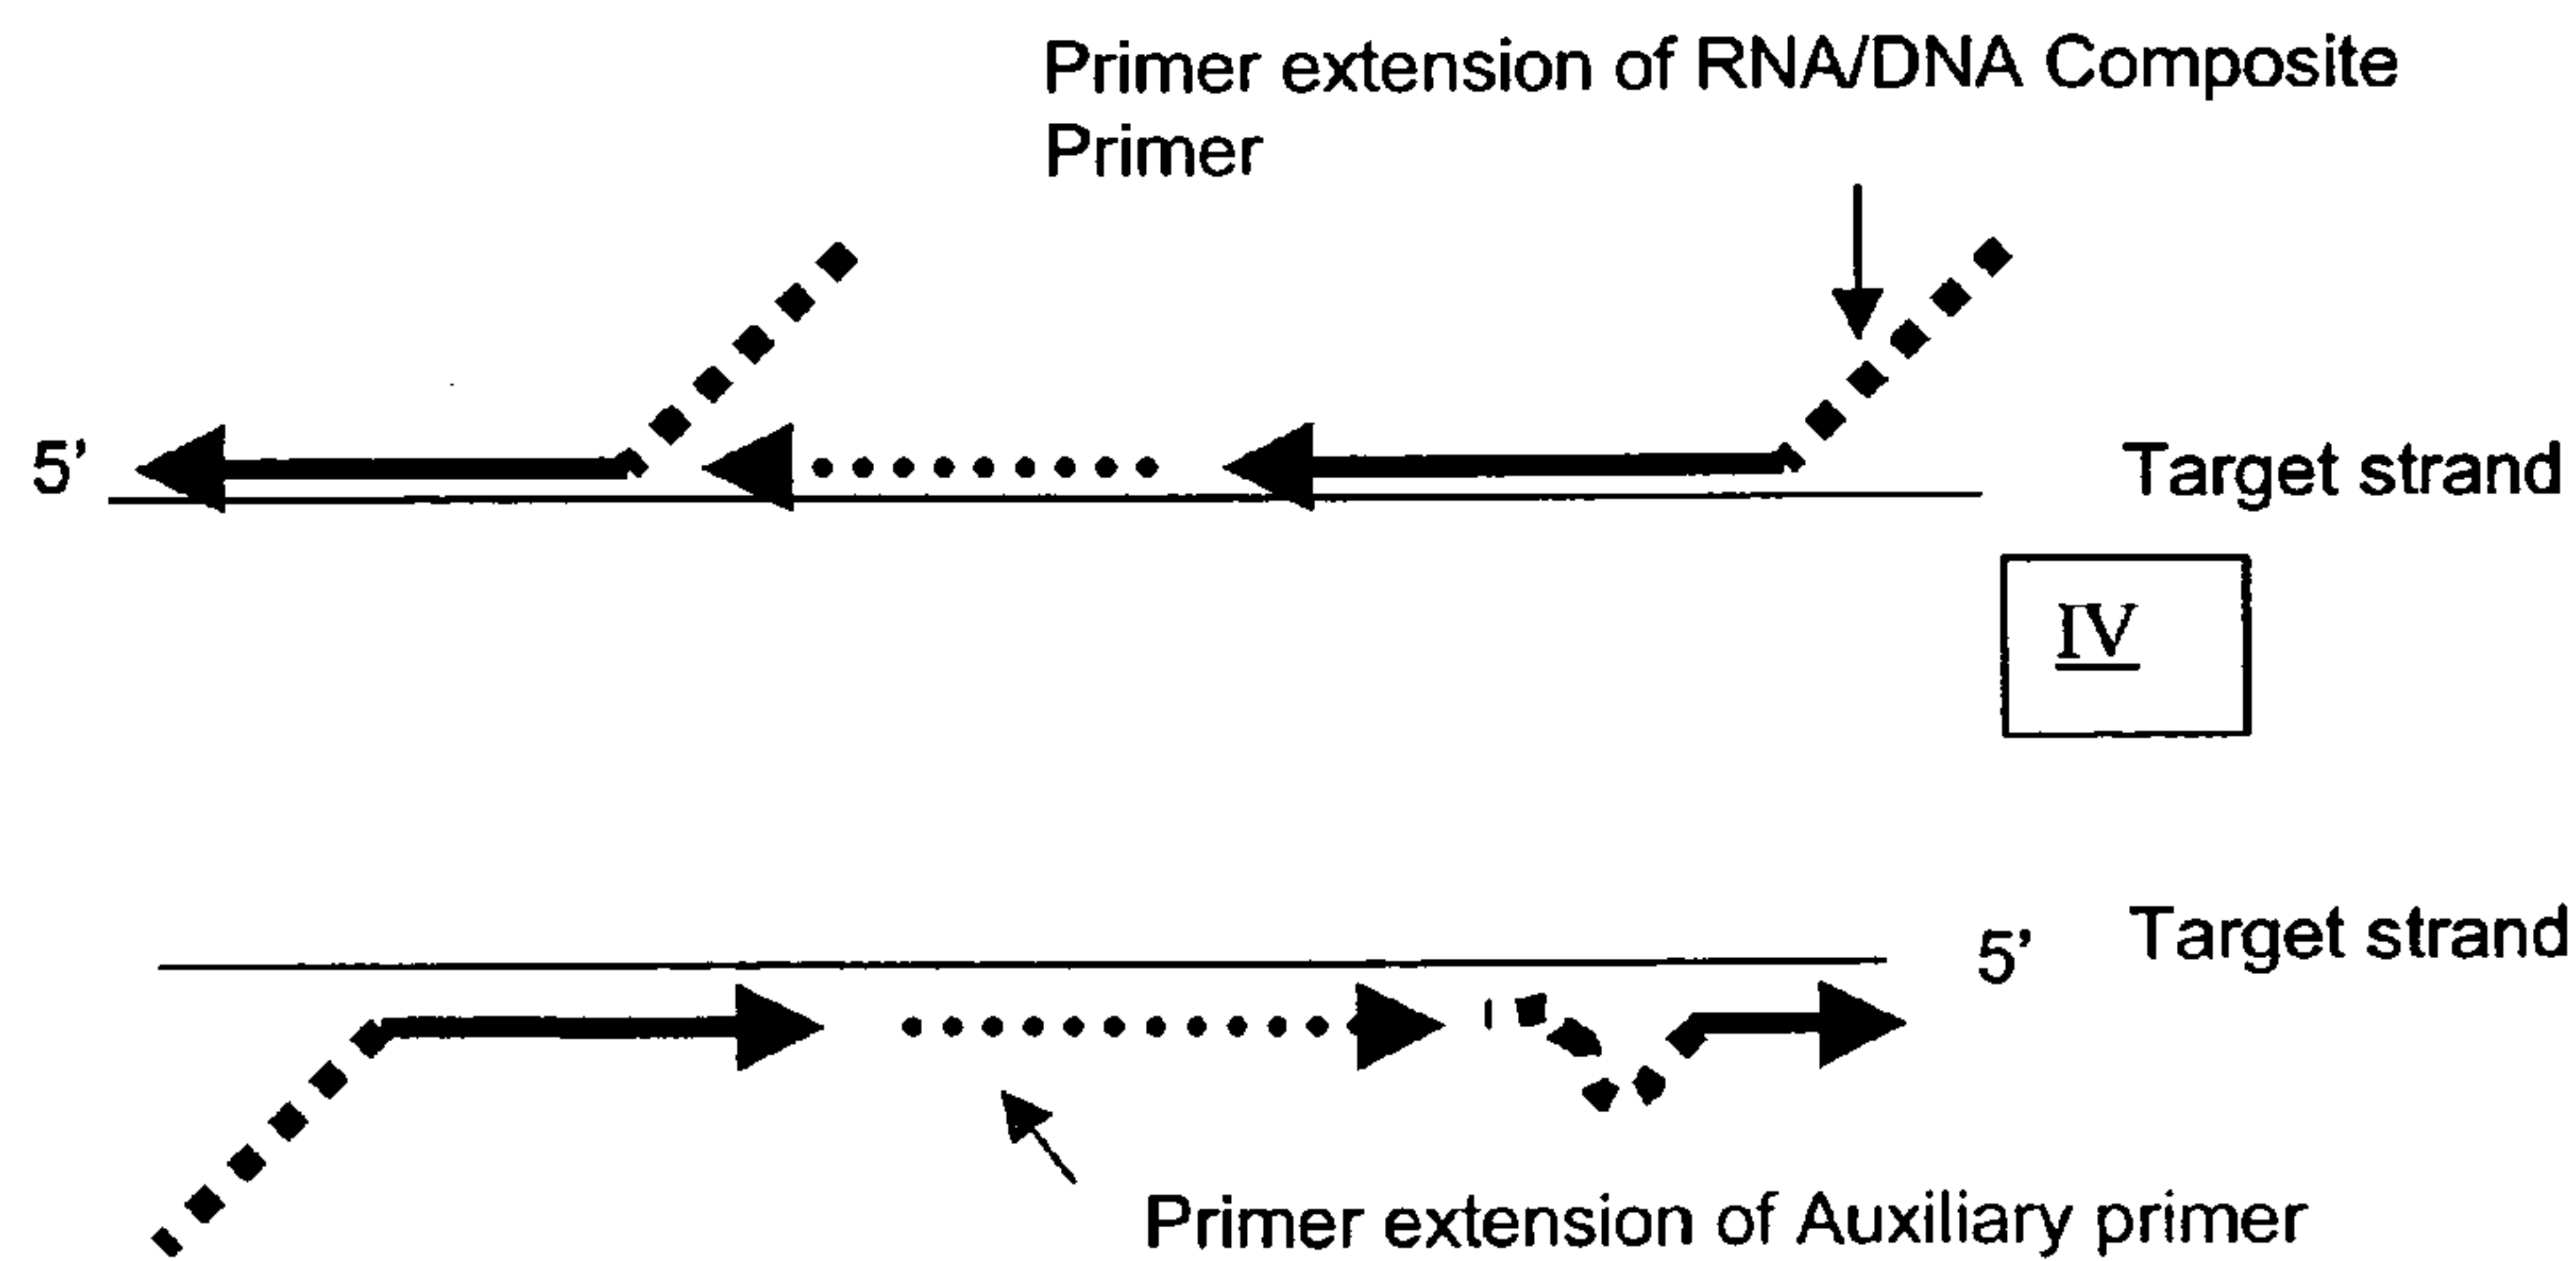 Primer extension of RNA/DNA Composite
Primer
5’
Target strand
IV
5’
Target strand
Primer extension of Auxiliary primer